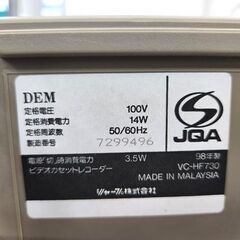 DEM
定格電圧 100V
定格消費電力 14W
定格周波数 50/60Hz
製造番号 7299496
JQA
電源「切」時消費電力 3.5W 98年製
ビデオカセットレコーダー VC-HF730
MADE IN MALAYSIA
シャープ株式会社